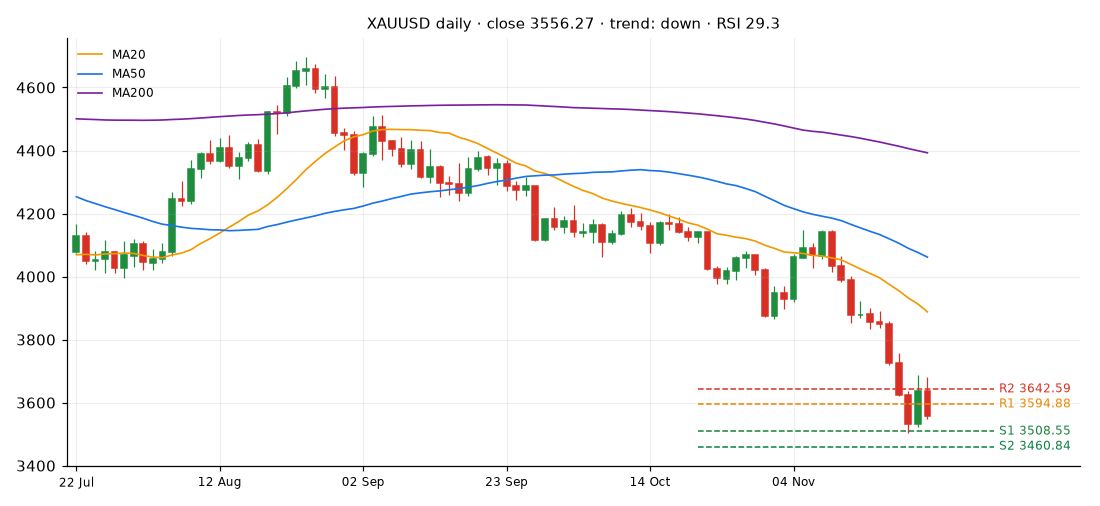 XAUUSD daily · close 3556.27 · trend: down · RSI 29.3
MA20
MA50
MA200
4600
4400
4200
4000
3800
3600
3400
R2 3642.59
R1 3594.88
S1 3508.55
S2 3460.84
22 Jul
12 Aug
02 Sep
23 Sep
14 Oct
04 Nov